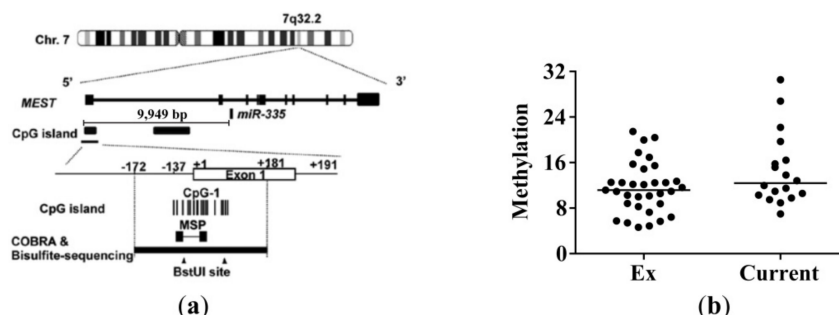 7q32.2
Chr. 7
5' 3'
MEST
miR-335
9,949 bp
CpG island
-172 -137 +1 +181 +191
Exon 1
CpG-1
CpG island
MSP
COBRA &
Bisulfite-sequencing
BstUI site
(a)
Methylation
32
24
16
8
0
Ex Current
(b)